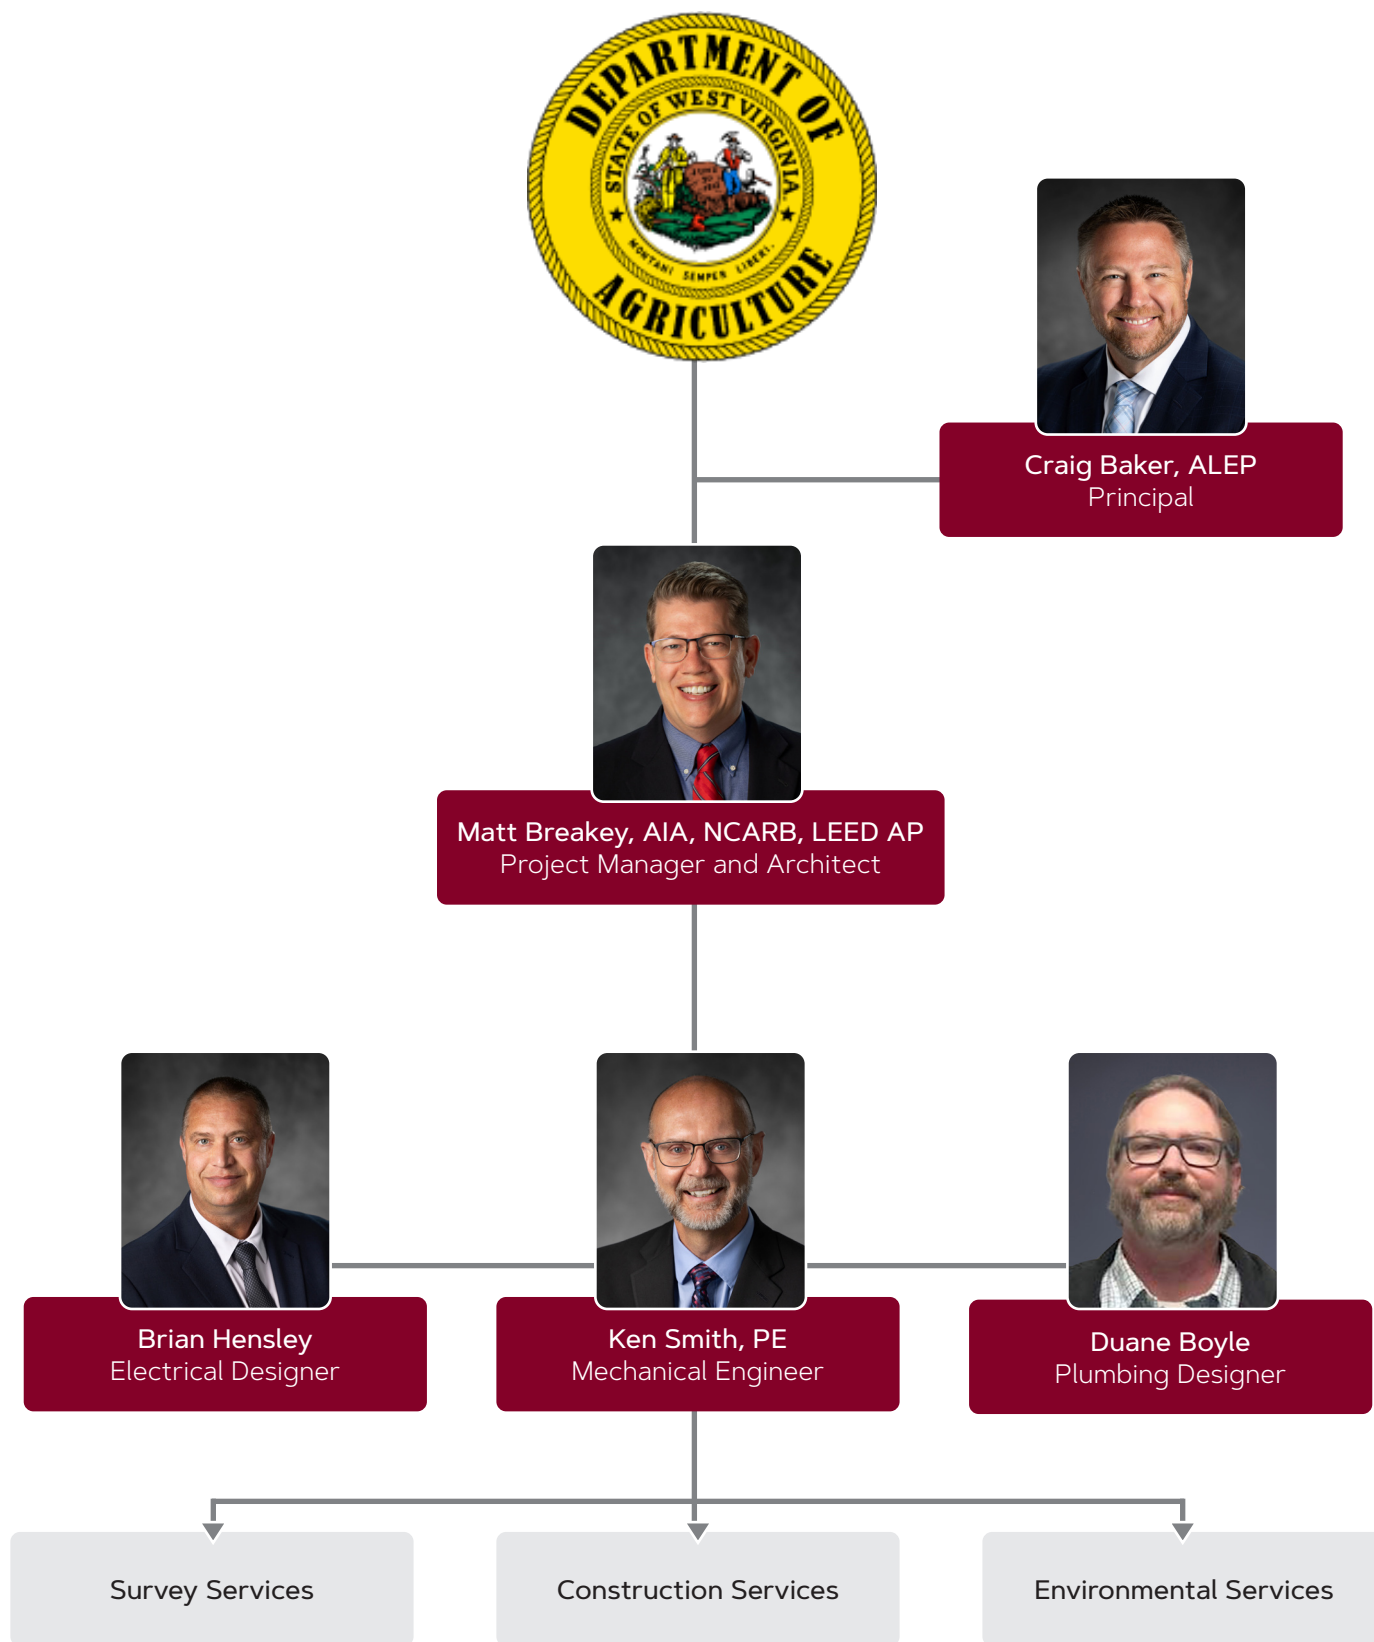 DEPARTMENT OF
STATE OF WEST VIRGINIA
MONTANI SEMPER LIBERI.
AGRICULTURE
Craig Baker, ALEP
Principal
Matt Breakey, AIA, NCARB, LEED AP
Project Manager and Architect
Brian Hensley
Electrical Designer
Ken Smith, PE
Mechanical Engineer
Duane Boyle
Plumbing Designer
Survey Services
Construction Services
Environmental Services